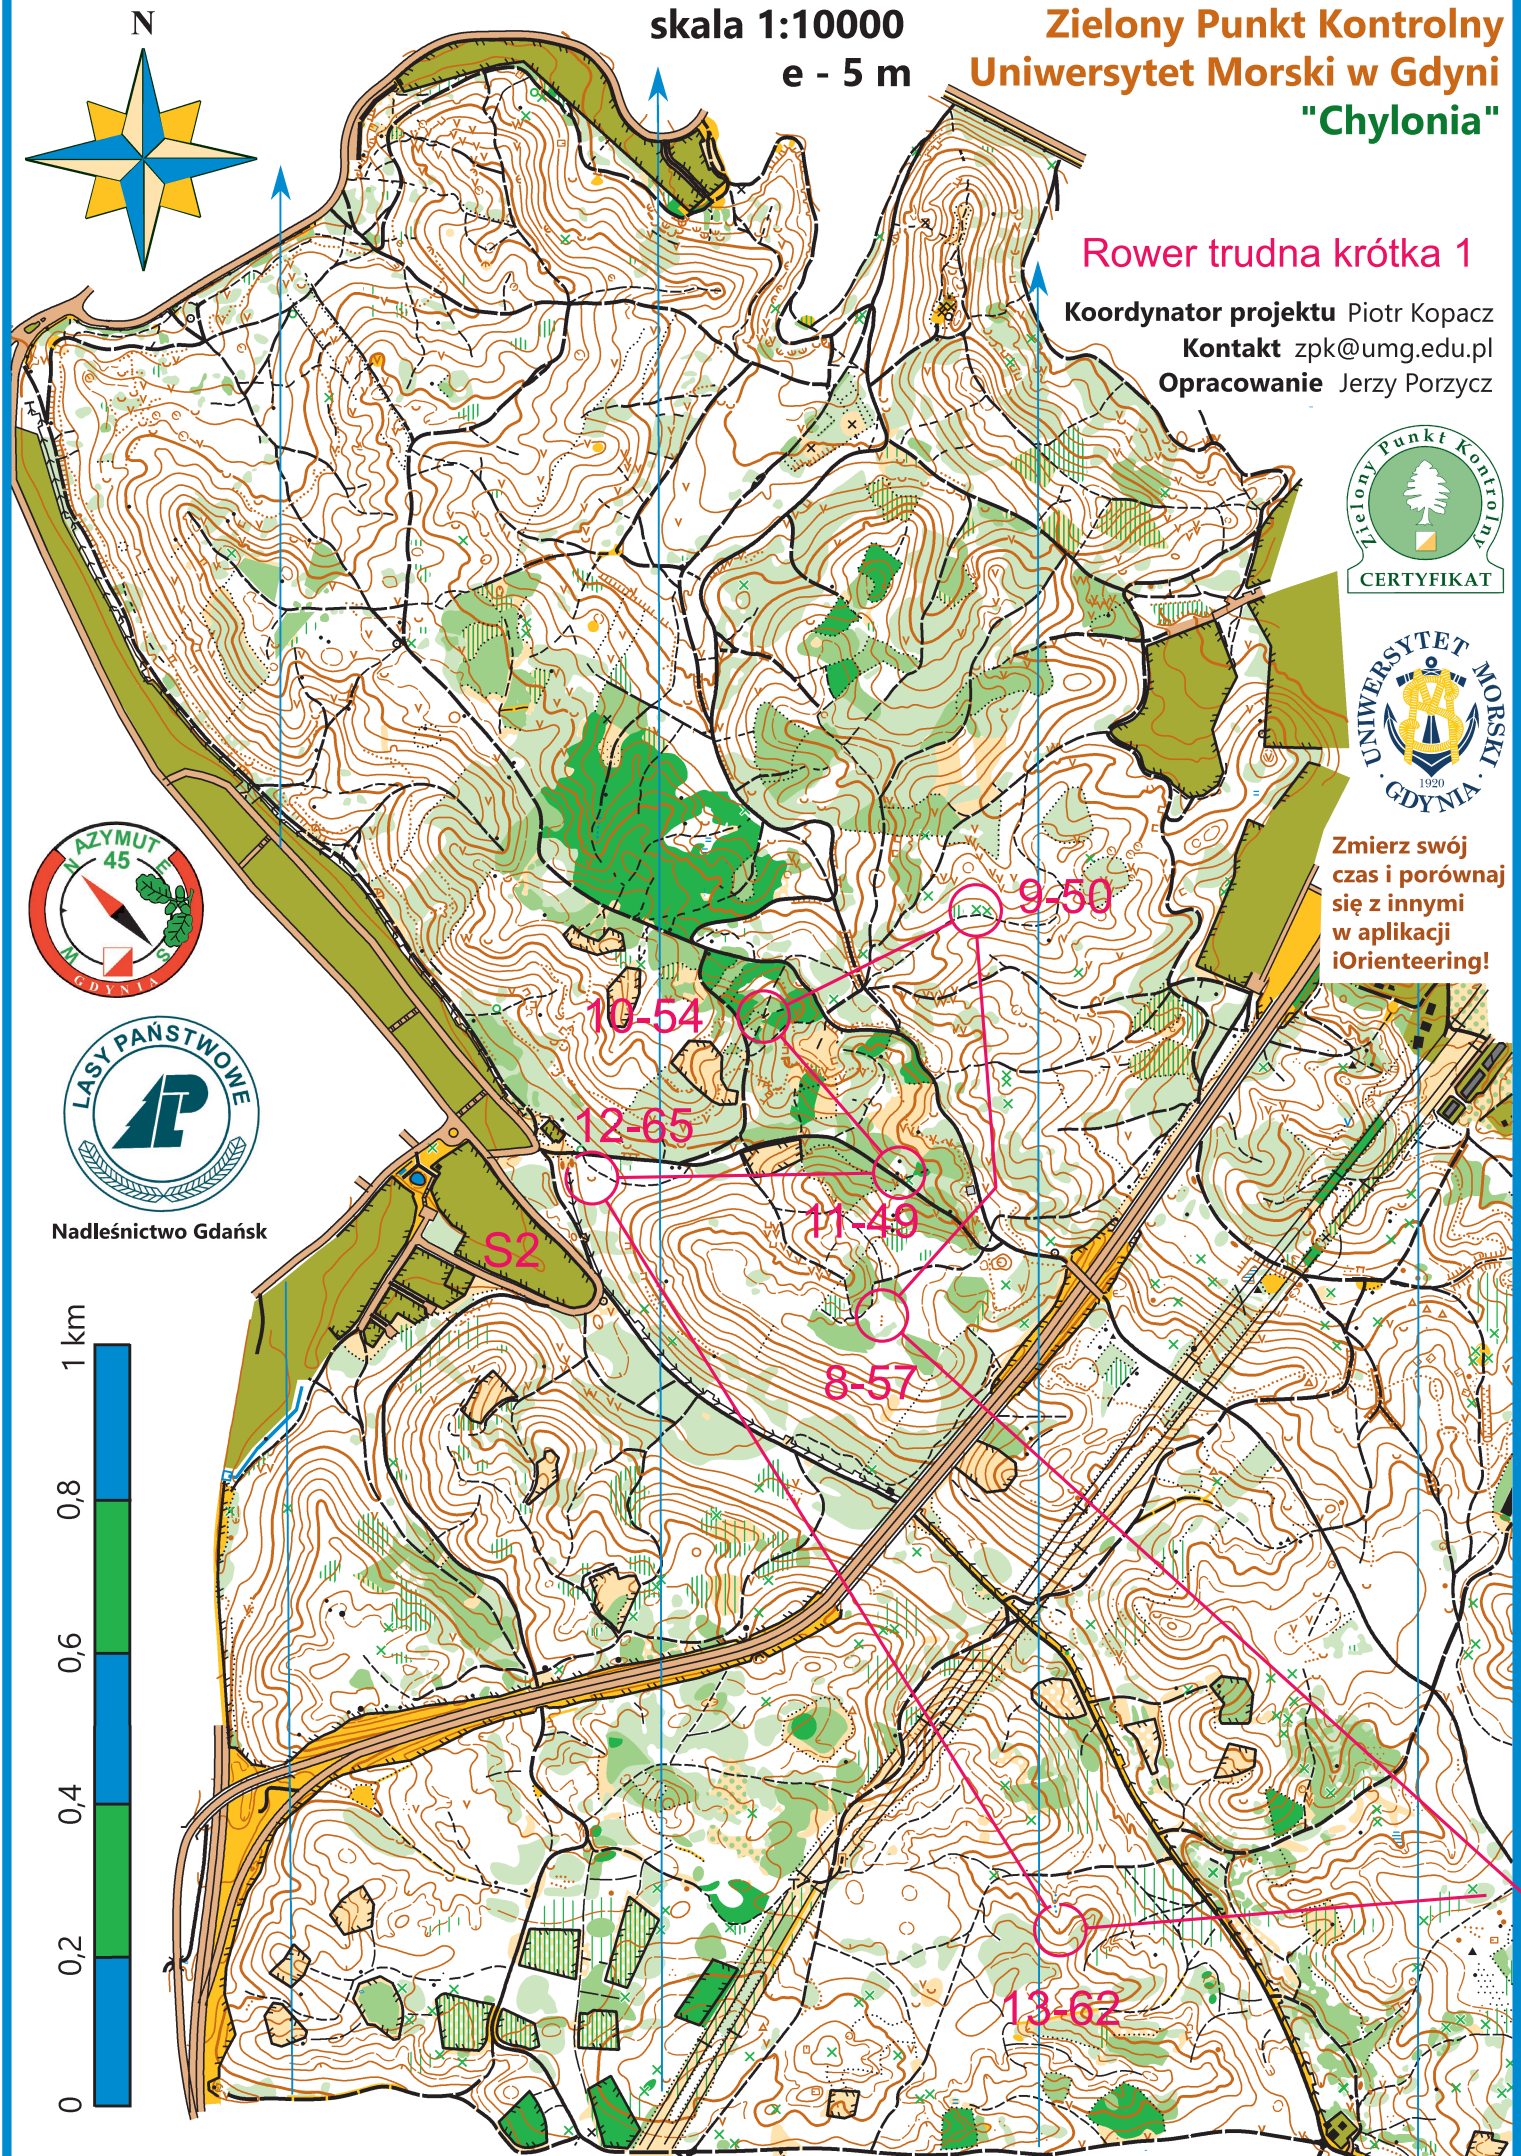 N
skala 1:10000
e - 5 m
Zielony Punkt Kontrolny
Uniwersytet Morski w Gdyni
"Chylonia"
Rower trudna krótka 1
Koordynator projektu Piotr Kopacz
Kontakt zpk@umg.edu.pl
Opracowanie Jerzy Porzycz
Zielony Punkt Kontrolny
CERTYFIKAT
UNIWERSYTET MORSKI
1920
· GDYNIA ·
Zmierz swój
czas i porównaj
się z innymi
w aplikacji
iOrienteering!
AZYMUT
45
N
E
W
S
GDYNIA
LASY PAŃSTWOWE
LP
Nadleśnictwo Gdańsk
9-50
10-54
12-65
11-49
S2
8-57
13-62
1 km
0,8
0,6
0,4
0,2
0